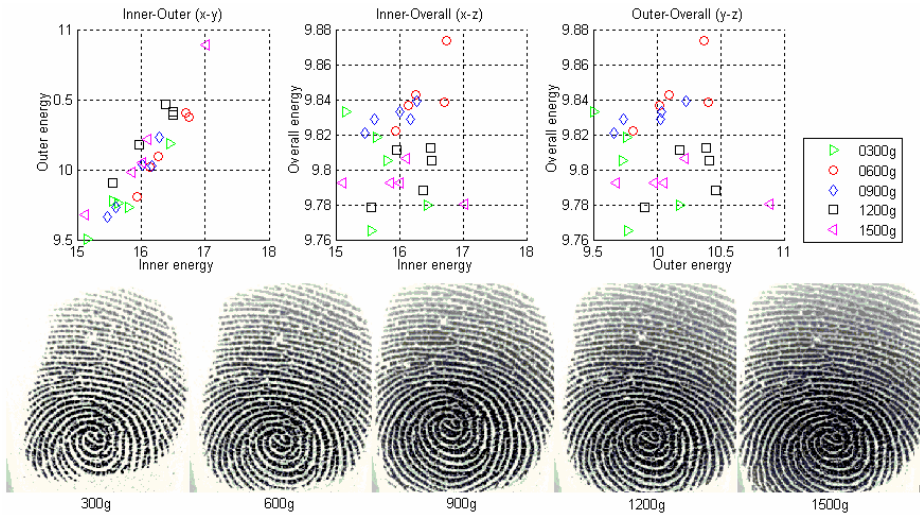 Inner-Outer (x-y)
11
0.5
10
9.5
15
16
17
18
Outer energy
Inner energy
Inner-Overall (x-z)
9.88
9.86
9.84
9.82
9.8
9.78
9.76
15
16
17
18
Overall energy
Inner energy
Outer-Overall (y-z)
9.88
9.86
9.84
9.82
9.8
9.78
9.76
9.5
10
10.5
11
Overall energy
Outer energy
0300g
0600g
0900g
1200g
1500g
300g
600g
900g
1200g
1500g